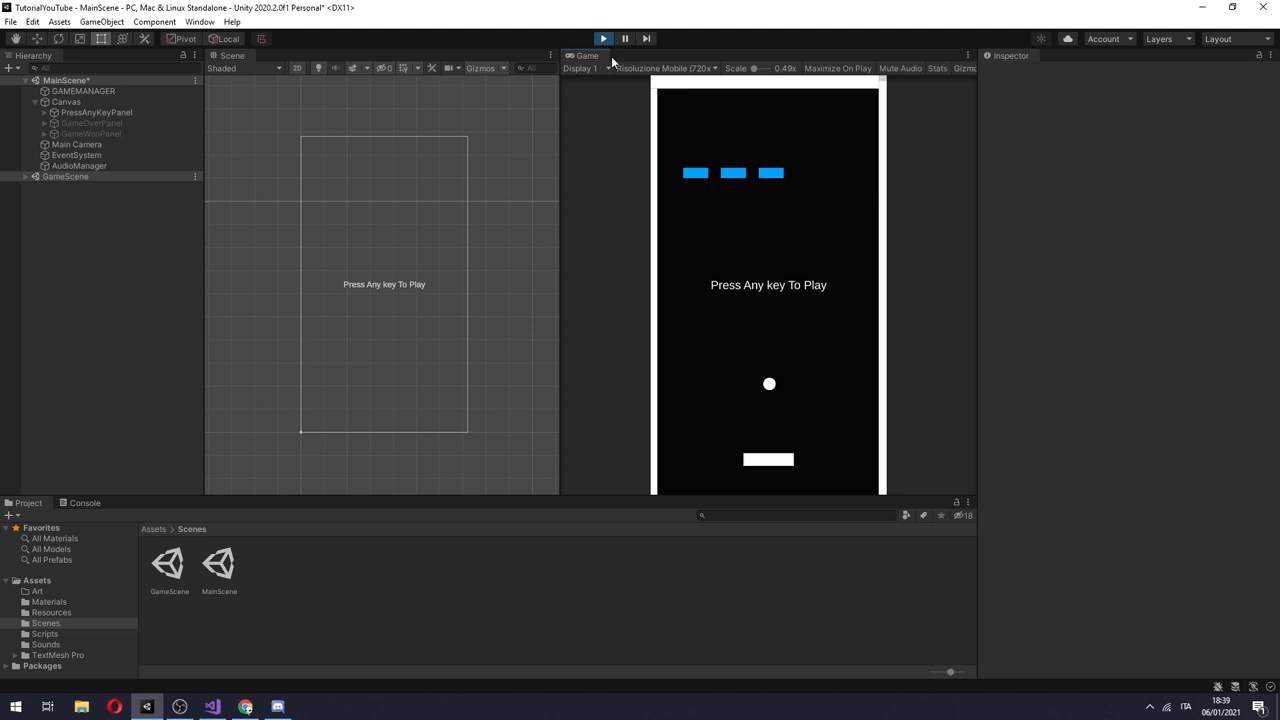 TutorialYouTube - MainScene - PC, Mac & Linux Standalone - Unity 2020.2.0f1 Personal* <DX11>
File Edit Assets GameObject Component Window Help
Pivot Local Account Layers Layout
Hierarchy Scene Game Inspector
All Shaded 2D 0 Gizmos All Display 1 Risoluzione Mobile (720x Scale 0.49x Maximize On Play Mute Audio Stats Gizmo
MainScene*
GAMEMANAGER
Canvas
PressAnyKeyPanel
GameOverPanel
GameWonPanel
Main Camera
EventSystem
AudioManager
GameScene
Press Any key To Play
Press Any key To Play
Project Console
18
Favorites
All Materials
All Models
All Prefabs
Assets
Art
Materials
Resources
Scenes
Scripts
Sounds
TextMesh Pro
Packages
Assets > Scenes
GameScene MainScene
ITA
18:39
06/01/2021
1